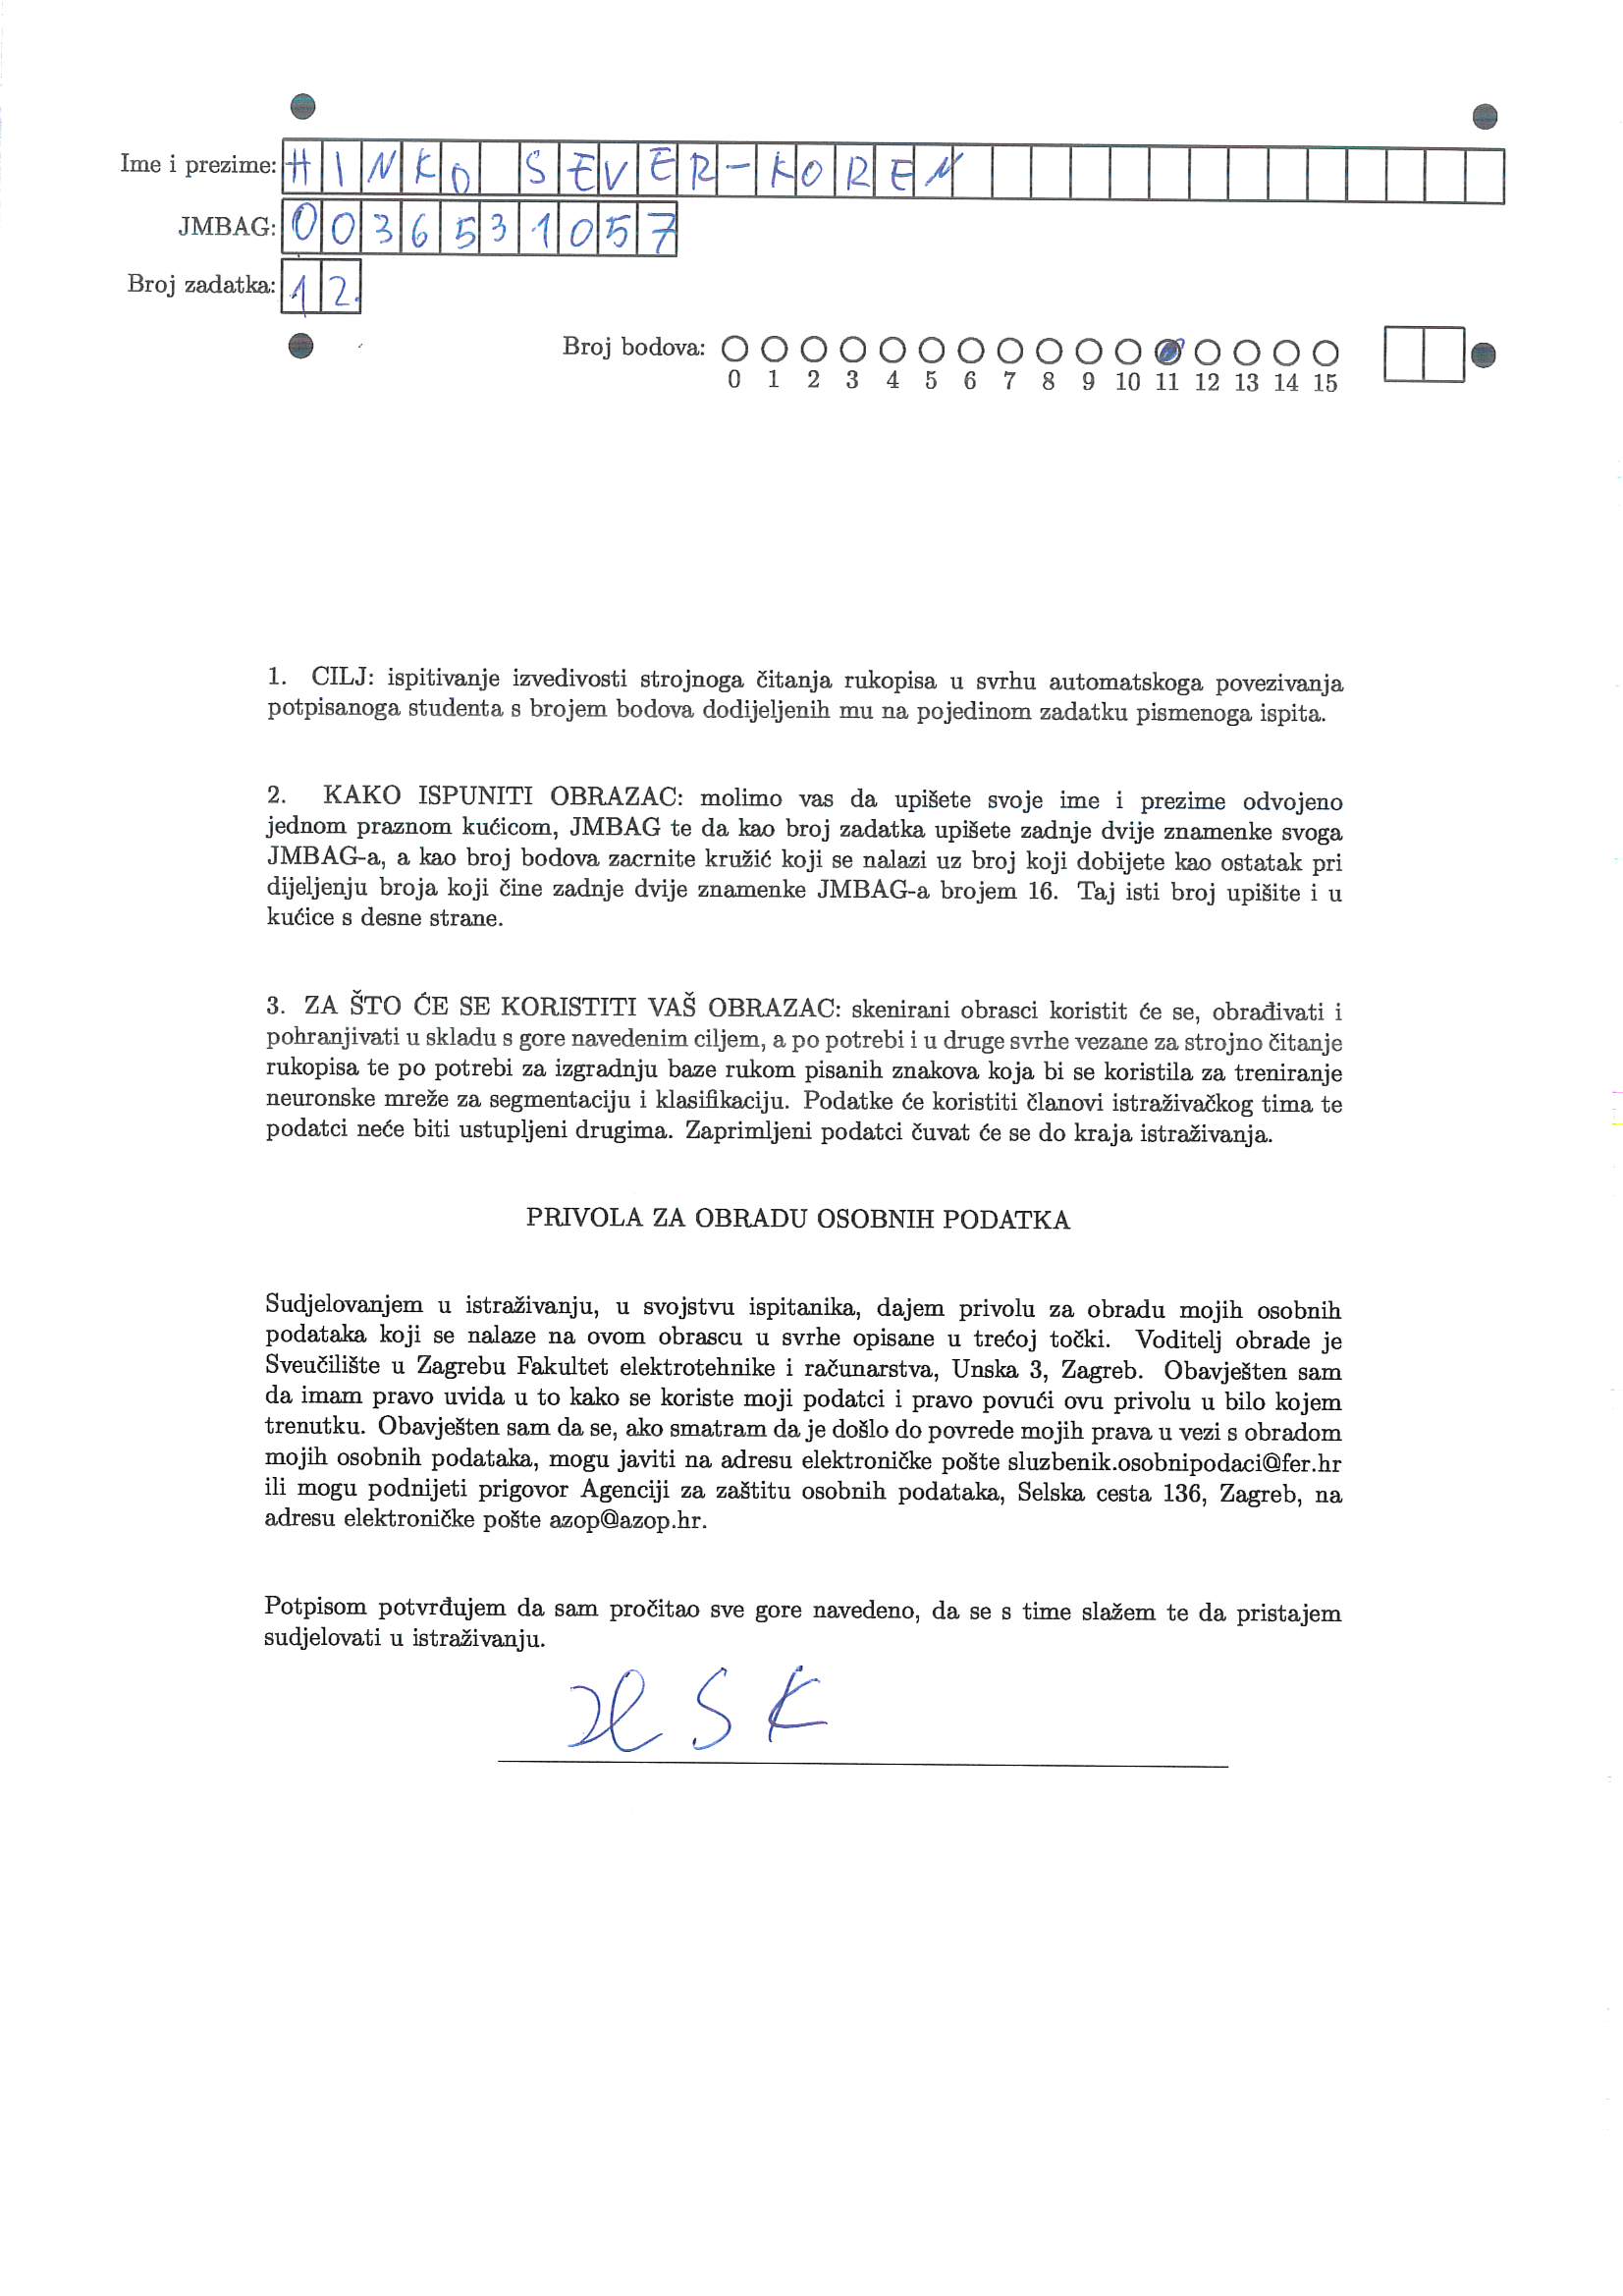 Ime i prezime: HINKO SEVER-KOREN
JMBAG: 0036531057
Broj zadatka: 12.
Broj bodova:
0 1 2 3 4 5 6 7 8 9 10 11 12 13 14 15
1. CILJ: ispitivanje izvedivosti strojnoga čitanja rukopisa u svrhu automatskoga povezivanja
potpisanoga studenta s brojem bodova dodijeljenih mu na pojedinom zadatku pismenoga ispita.
2. KAKO ISPUNITI OBRAZAC: molimo vas da upišete svoje ime i prezime odvojeno
jednom praznom kućicom, JMBAG te da kao broj zadatka upišete zadnje dvije znamenke svoga
JMBAG-a, a kao broj bodova zacrnite kružić koji se nalazi uz broj koji dobijete kao ostatak pri
dijeljenju broja koji čine zadnje dvije znamenke JMBAG-a brojem 16. Taj isti broj upišite i u
kućice s desne strane.
3. ZA ŠTO ĆE SE KORISTITI VAŠ OBRAZAC: skenirani obrasci koristit će se, obrađivati i
pohranjivati u skladu s gore navedenim ciljem, a po potrebi i u druge svrhe vezane za strojno čitanje
rukopisa te po potrebi za izgradnju baze rukom pisanih znakova koja bi se koristila za treniranje
neuronske mreže za segmentaciju i klasifikaciju. Podatke će koristiti članovi istraživačkog tima te
podatci neće biti ustupljeni drugima. Zaprimljeni podatci čuvat će se do kraja istraživanja.
PRIVOLA ZA OBRADU OSOBNIH PODATKA
Sudjelovanjem u istraživanju, u svojstvu ispitanika, dajem privolu za obradu mojih osobnih
podataka koji se nalaze na ovom obrascu u svrhe opisane u trećoj točki. Voditelj obrade je
Sveučilište u Zagrebu Fakultet elektrotehnike i računarstva, Unska 3, Zagreb. Obavješten sam
da imam pravo uvida u to kako se koriste moji podatci i pravo povući ovu privolu u bilo kojem
trenutku. Obavješten sam da se, ako smatram da je došlo do povrede mojih prava u vezi s obradom
mojih osobnih podataka, mogu javiti na adresu elektroničke pošte sluzbenik.osobnipodaci@fer.hr
ili mogu podnijeti prigovor Agenciji za zaštitu osobnih podataka, Selska cesta 136, Zagreb, na
adresu elektroničke pošte azop@azop.hr.
Potpisom potvrđujem da sam pročitao sve gore navedeno, da se s time slažem te da pristajem
sudjelovati u istraživanju.
H S K